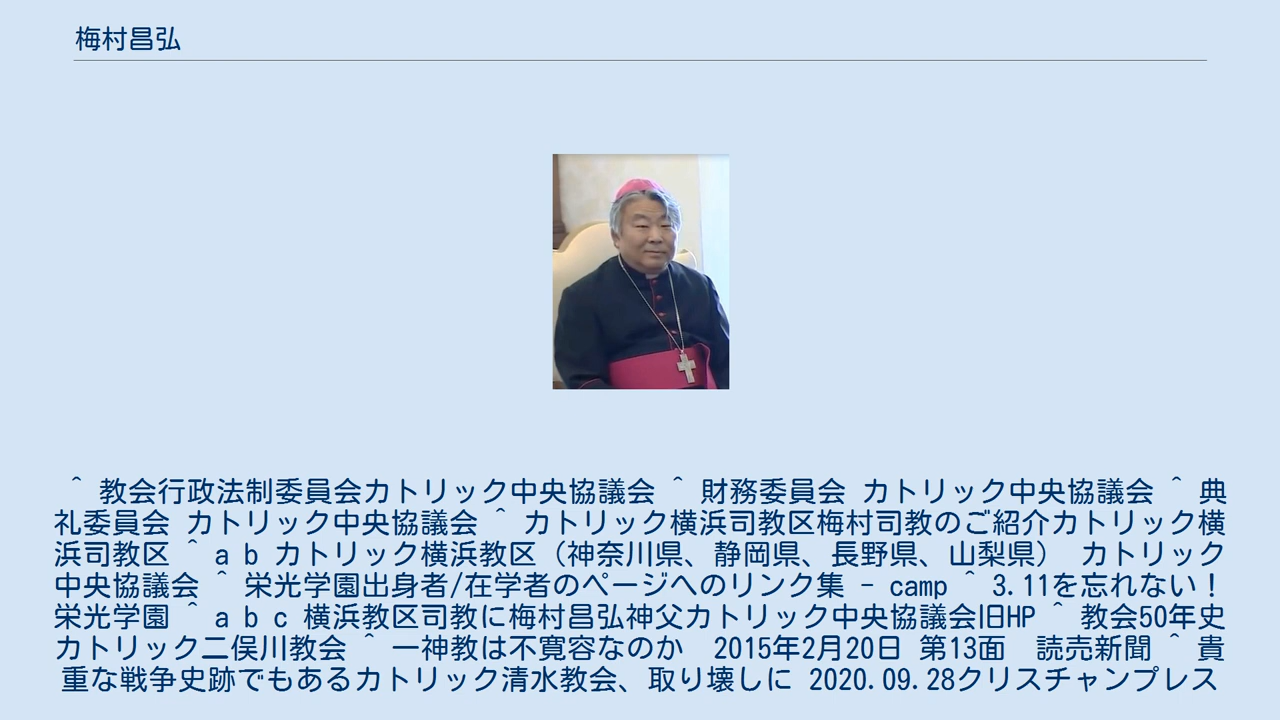 梅村昌弘
^ 教会行政法制委員会カトリック中央協議会 ^ 財務委員会 カトリック中央協議会 ^ 典
礼委員会 カトリック中央協議会 ^ カトリック横浜司教区梅村司教のご紹介カトリック横
浜司教区 ^ a b カトリック横浜教区（神奈川県、静岡県、長野県、山梨県） カトリック
中央協議会 ^ 栄光学園出身者/在学者のページへのリンク集 - camp ^ 3.11を忘れない！
栄光学園 ^ a b c 横浜教区司教に梅村昌弘神父カトリック中央協議会旧HP ^ 教会50年史
カトリック二俣川教会 ^ 一神教は不寛容なのか　2015年2月20日 第13面　読売新聞 ^ 貴
重な戦争史跡でもあるカトリック清水教会、取り壊しに 2020.09.28クリスチャンプレス